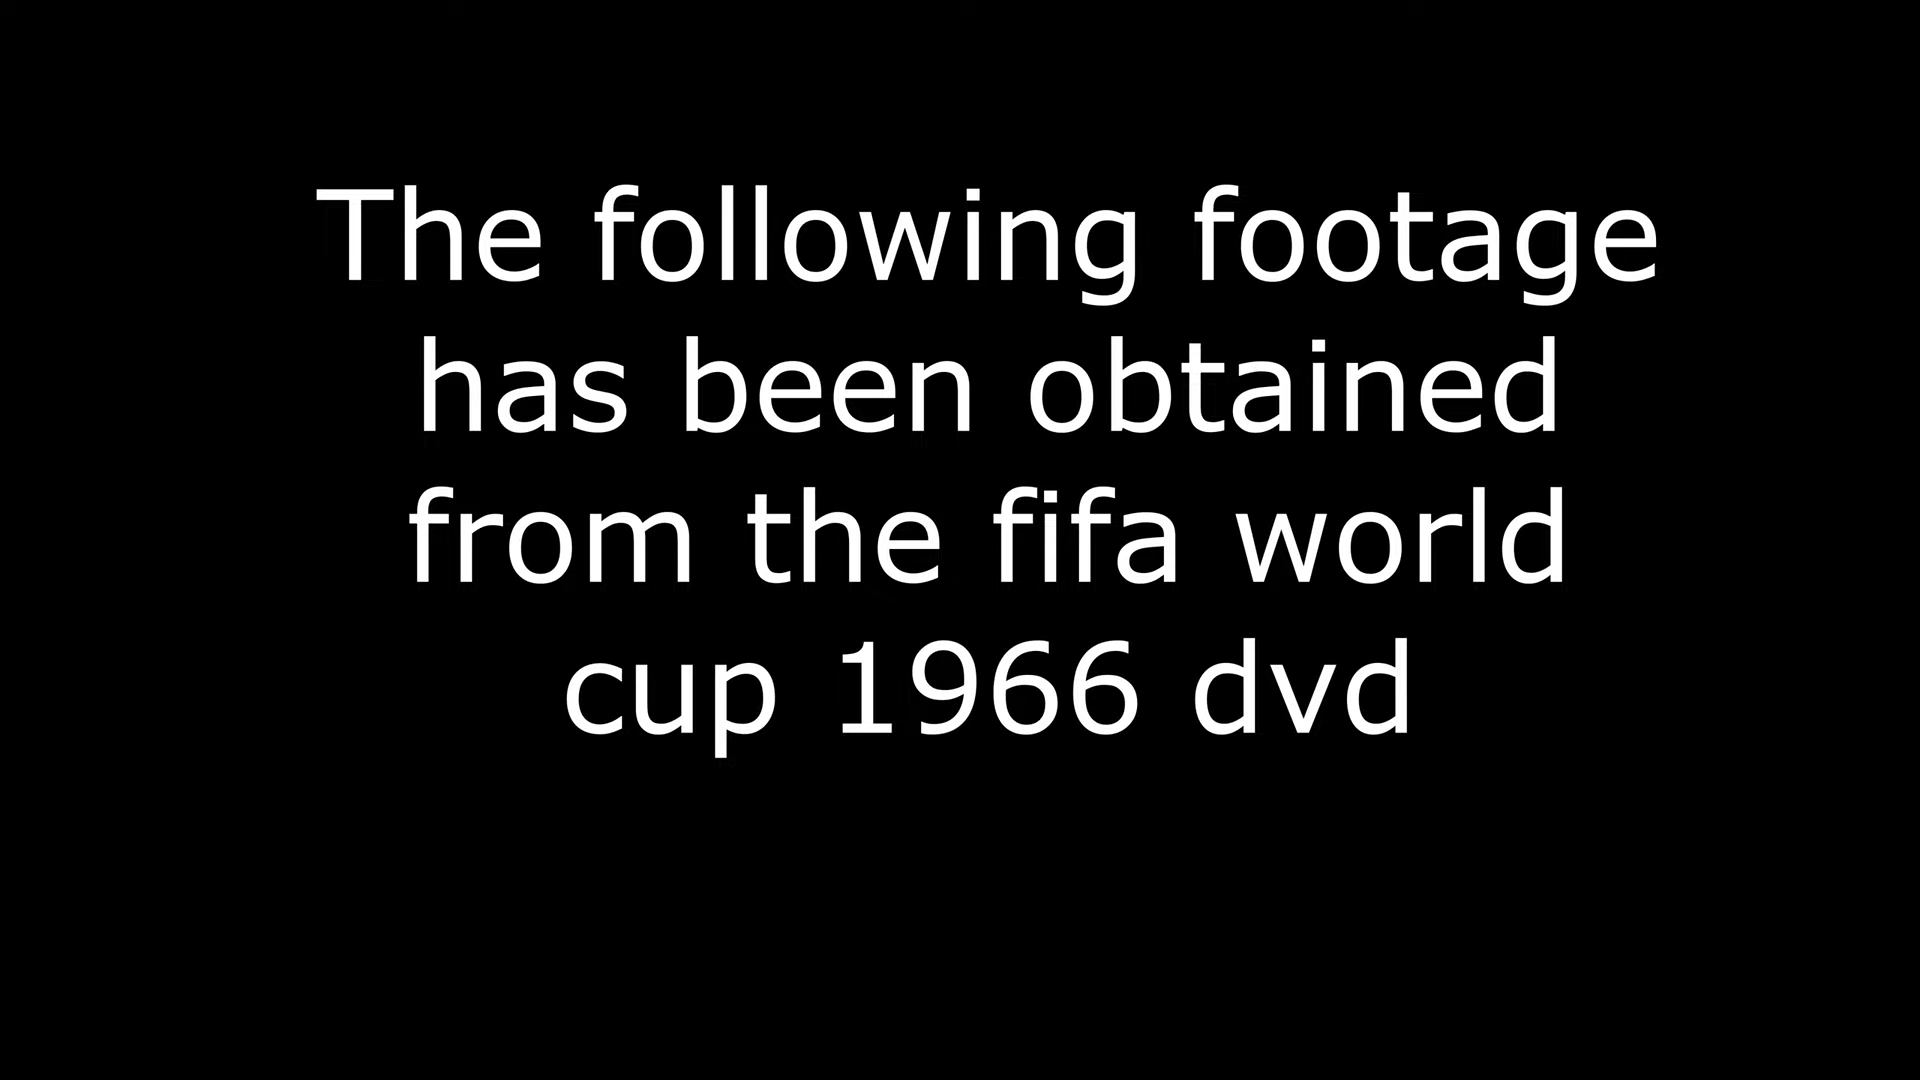 The following footage
has been obtained
from the fifa world
cup 1966 dvd